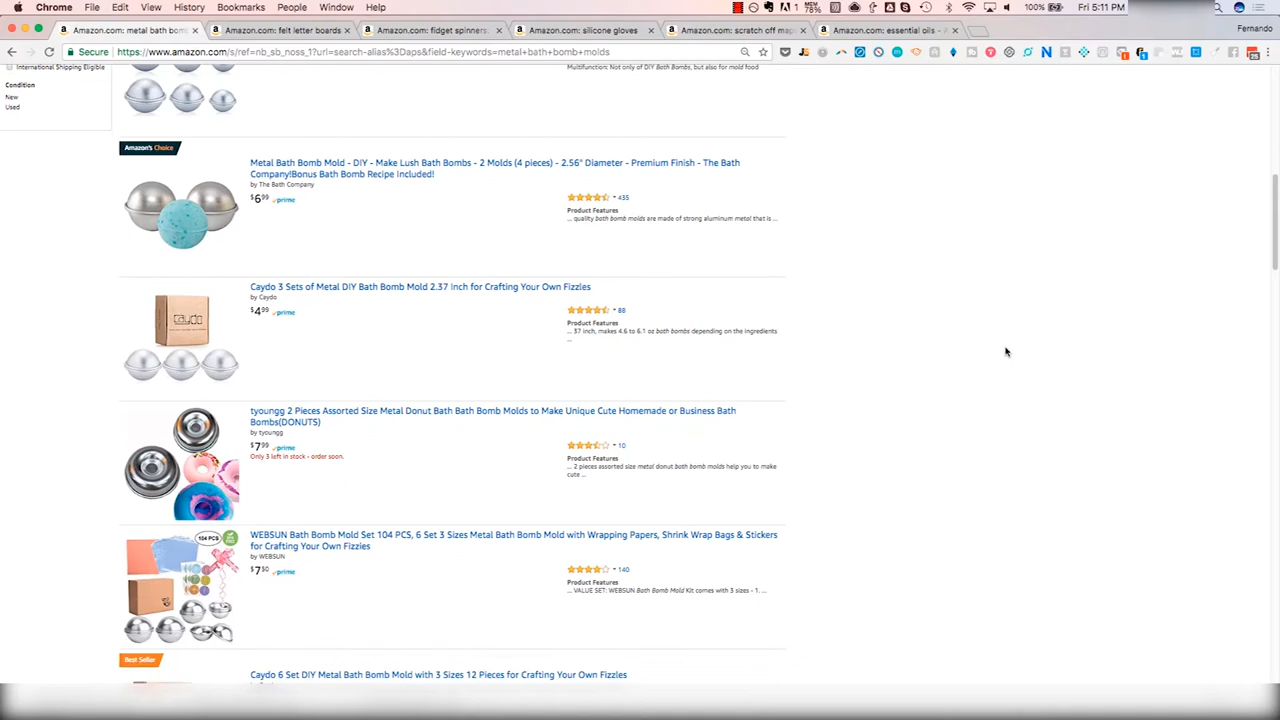 Chrome File Edit View History Bookmarks People Window Help
78% 100% Fri 5:11 PM
Amazon.com: metal bath bomb
Amazon.com: felt letter boards
Amazon.com: fidget spinners
Amazon.com: silicone gloves
Amazon.com: scratch off map
Amazon.com: essential oils - A
Fernando
Secure https://www.amazon.com/s/ref=nb_sb_noss_1?url=search-alias%3Daps&field-keywords=metal+bath+bomb+molds
International Shipping Eligible
Condition
New
Used
Multifunction: Not only of DIY Bath Bombs, but also for mold food
Amazon's Choice
Metal Bath Bomb Mold - DIY - Make Lush Bath Bombs - 2 Molds (4 pieces) - 2.56" Diameter - Premium Finish - The Bath
Company!Bonus Bath Bomb Recipe Included!
by The Bath Company
$6 99 prime
435
Product Features
... quality bath bomb molds are made of strong aluminum metal that is ...
Caydo 3 Sets of Metal DIY Bath Bomb Mold 2.37 Inch for Crafting Your Own Fizzles
by Caydo
$4 99 prime
88
Product Features
... 37 inch, makes 4.6 to 6.1 oz bath bombs depending on the ingredients
...
caydo
tyoungg 2 Pieces Assorted Size Metal Donut Bath Bath Bomb Molds to Make Unique Cute Homemade or Business Bath
Bombs(DONUTS)
by tyoungg
$7 99 prime
Only 3 left in stock - order soon.
10
Product Features
... 2 pieces assorted size metal donut bath bomb molds help you to make
cute ...
104 PCS
WEBSUN Bath Bomb Mold Set 104 PCS, 6 Set 3 Sizes Metal Bath Bomb Mold with Wrapping Papers, Shrink Wrap Bags & Stickers
for Crafting Your Own Fizzies
by WEBSUN
$7 50 prime
140
Product Features
... VALUE SET: WEBSUN Bath Bomb Mold Kit comes with 3 sizes - 1. ...
Best Seller
Caydo 6 Set DIY Metal Bath Bomb Mold with 3 Sizes 12 Pieces for Crafting Your Own Fizzles